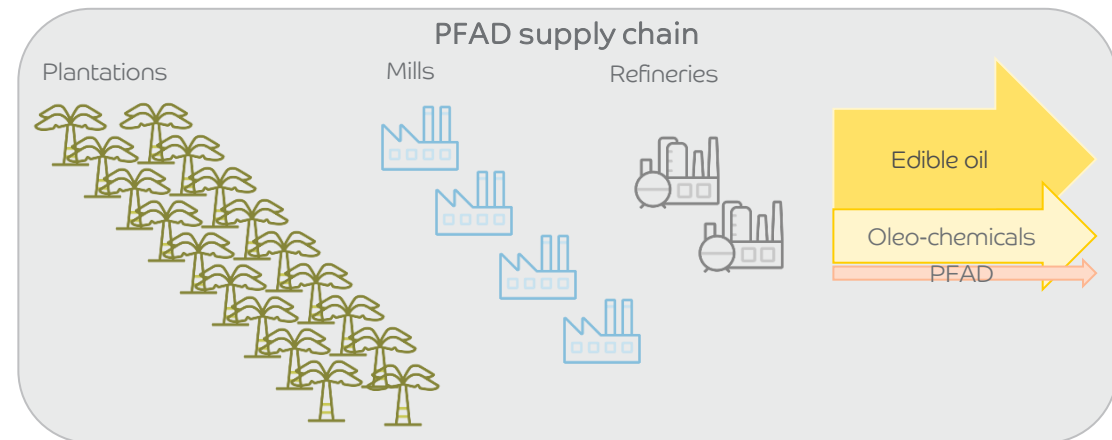 PFAD supply chain
Plantations
Mills
Refineries
Edible oil
Oleo-chemicals
PFAD